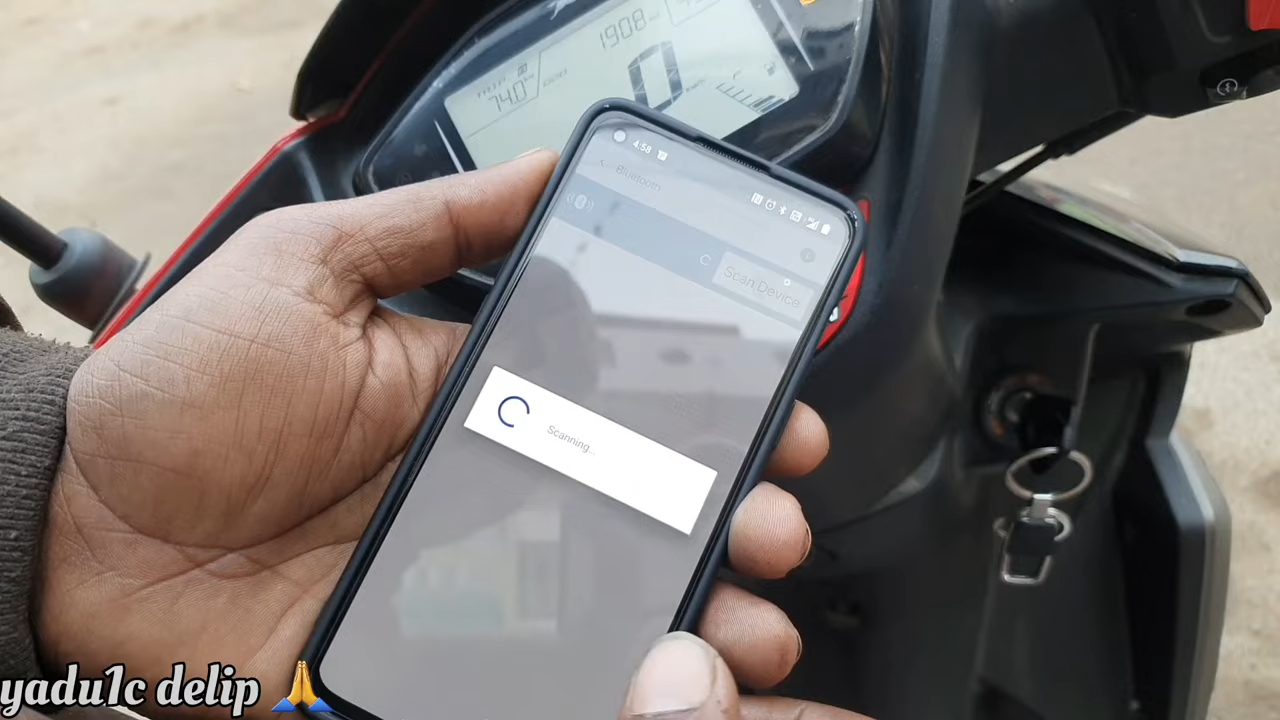 1908
74.0
0
4:58
Bluetooth
Scan Device
Scanning...
yadu1c delip 🙏